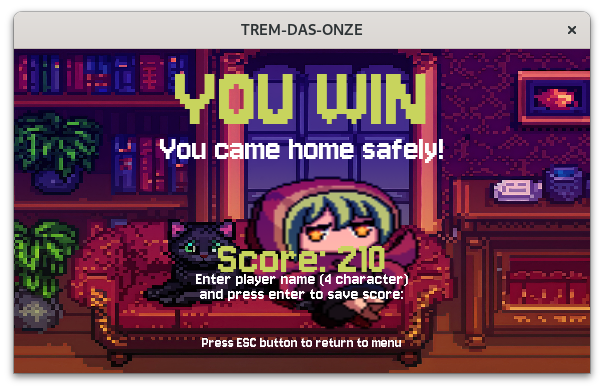 TREM-DAS-ONZE
YOU WIN
You came home safely!
Score: 210
Enter player name (4 character)
and press enter to save score:
Press ESC button to return to menu